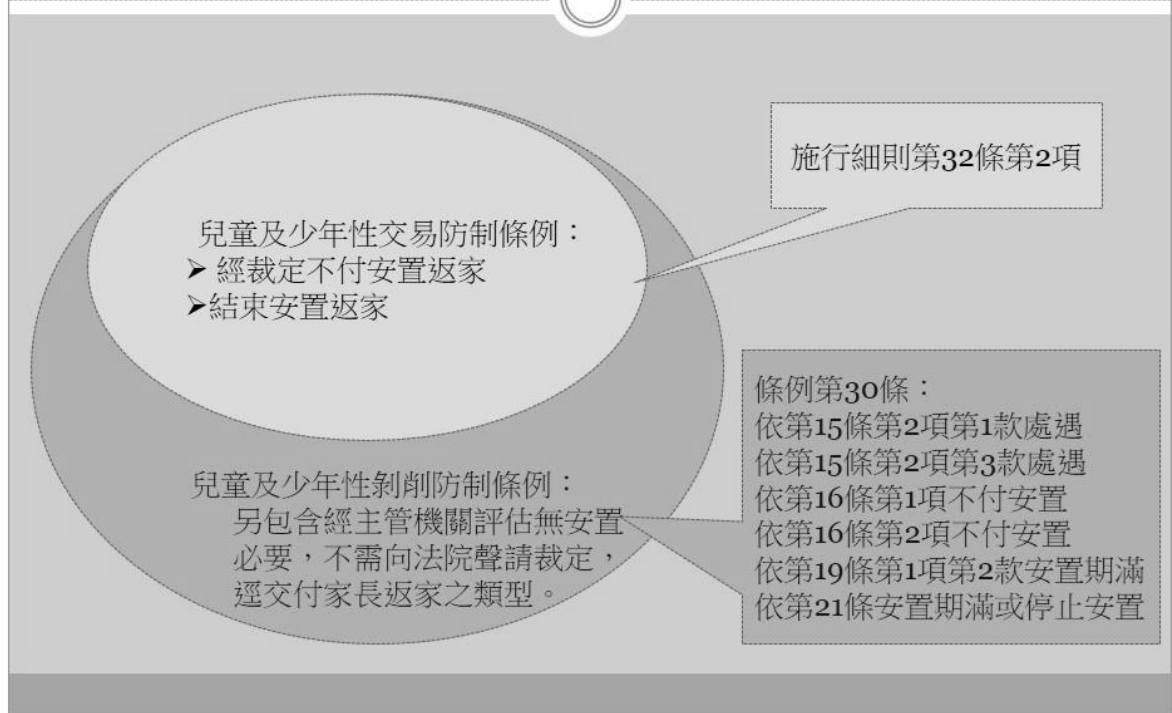 施行細則第32條第2項
兒童及少年性交易防制條例：
➢ 經裁定不付安置返家
➢結束安置返家
條例第30條：
依第15條第2項第1款處遇
依第15條第2項第3款處遇
依第16條第1項不付安置
依第16條第2項不付安置
依第19條第1項第2款安置期滿
依第21條安置期滿或停止安置
兒童及少年性剝削防制條例：
另包含經主管機關評估無安置
必要，不需向法院聲請裁定，
逕交付家長返家之類型。